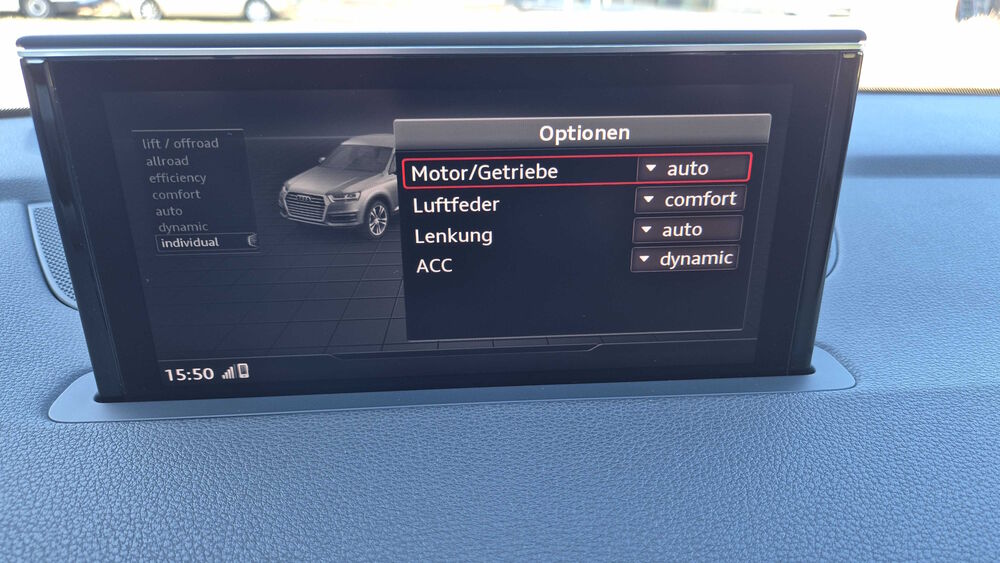 lift / offroad
allroad
efficiency
comfort
auto
dynamic
individual
Optionen
Motor/Getriebe auto
Luftfeder comfort
Lenkung auto
ACC dynamic
15:50